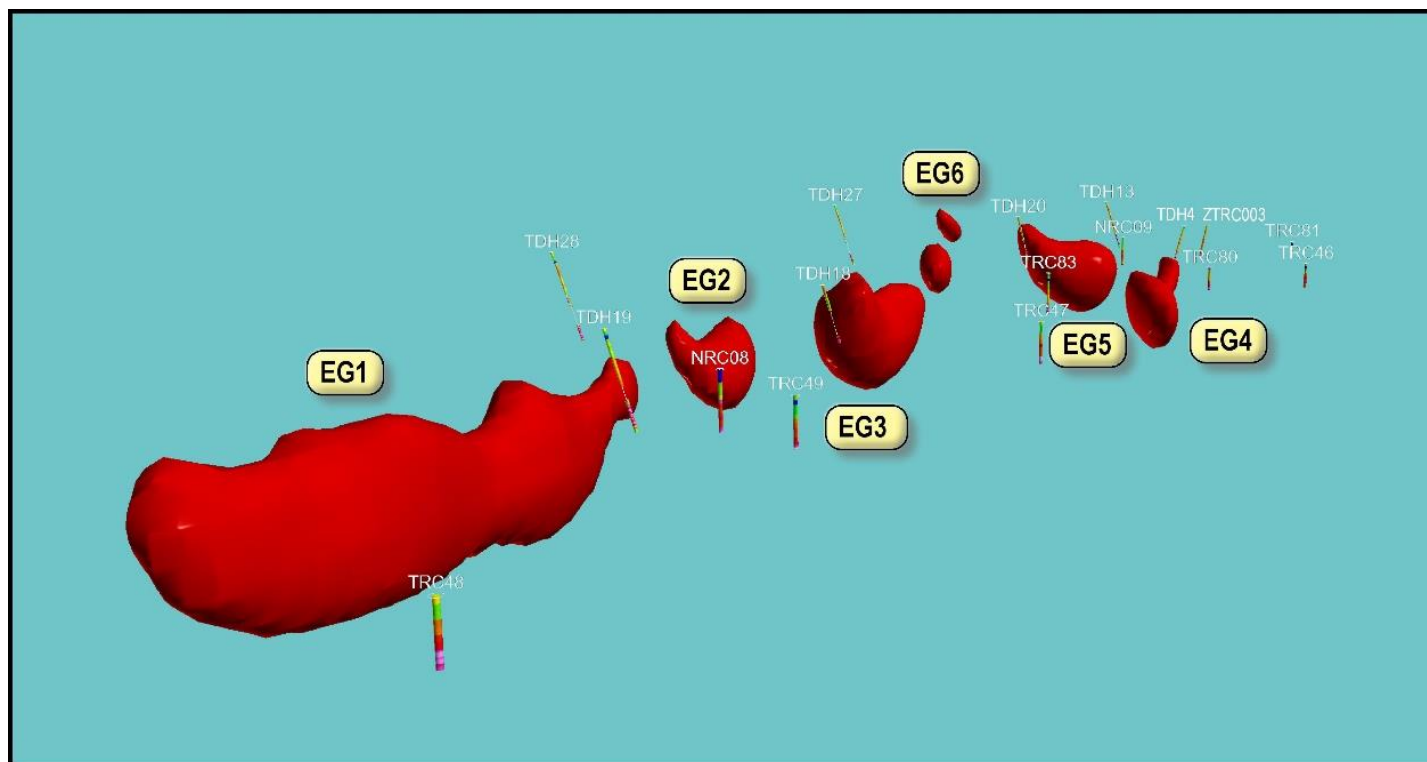 EG6
TDH27
TDH13
TDH20
TDH4 ZTRC003
NRC09
TRC81
TDH28
TRC80
TRC46
TRC83
EG2
TDH18
TDH19
TRC47
EG5
EG4
NRC08
EG1
TRC49
EG3
TRC48